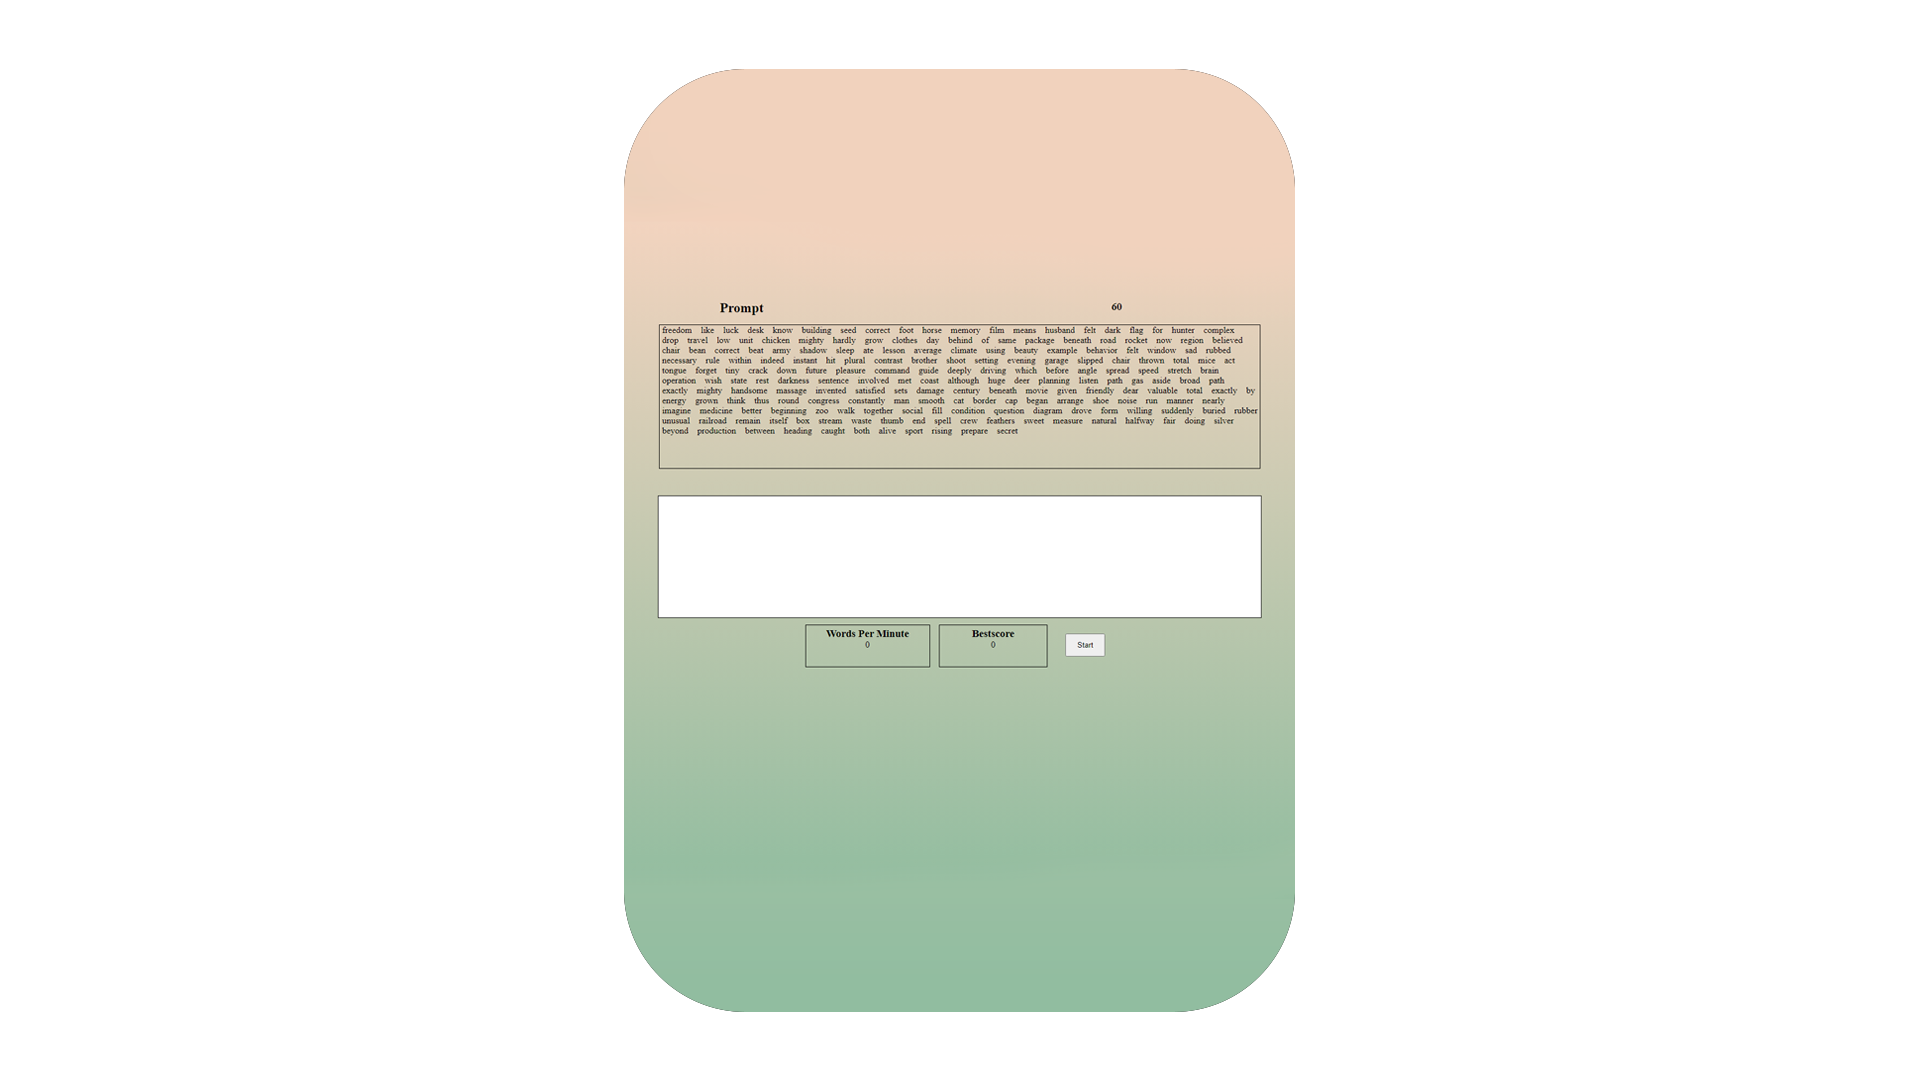 Prompt
60
freedom like luck desk know building seed correct foot horse memory film means husband felt dark flag for hunter complex
drop travel low unit chicken mighty hardly grow clothes day behind of same package beneath road rocket now region believed
chair bean correct beat army shadow sleep ate lesson average climate using beauty example behavior felt window sad rubbed
necessary rule within indeed instant hit plural contrast brother shoot setting evening garage slipped chair thrown total mice act
tongue forget tiny crack down future pleasure command guide deeply driving which before angle spread speed stretch brain
operation wish state rest darkness sentence involved met coast although huge deer planning listen path gas aside broad path
exactly mighty handsome massage invented satisfied sets damage century beneath movie given friendly dear valuable total exactly by
energy grown think thus round congress constantly man smooth cat border cap began arrange shoe noise run manner nearly
imagine medicine better beginning zoo walk together social fill condition question diagram drove form willing suddenly buried rubber
unusual railroad remain itself box stream waste thumb end spell crew feathers sweet measure natural halfway fair doing silver
beyond production between heading caught both alive sport rising prepare secret
Words Per Minute
0
Bestscore
0
Start